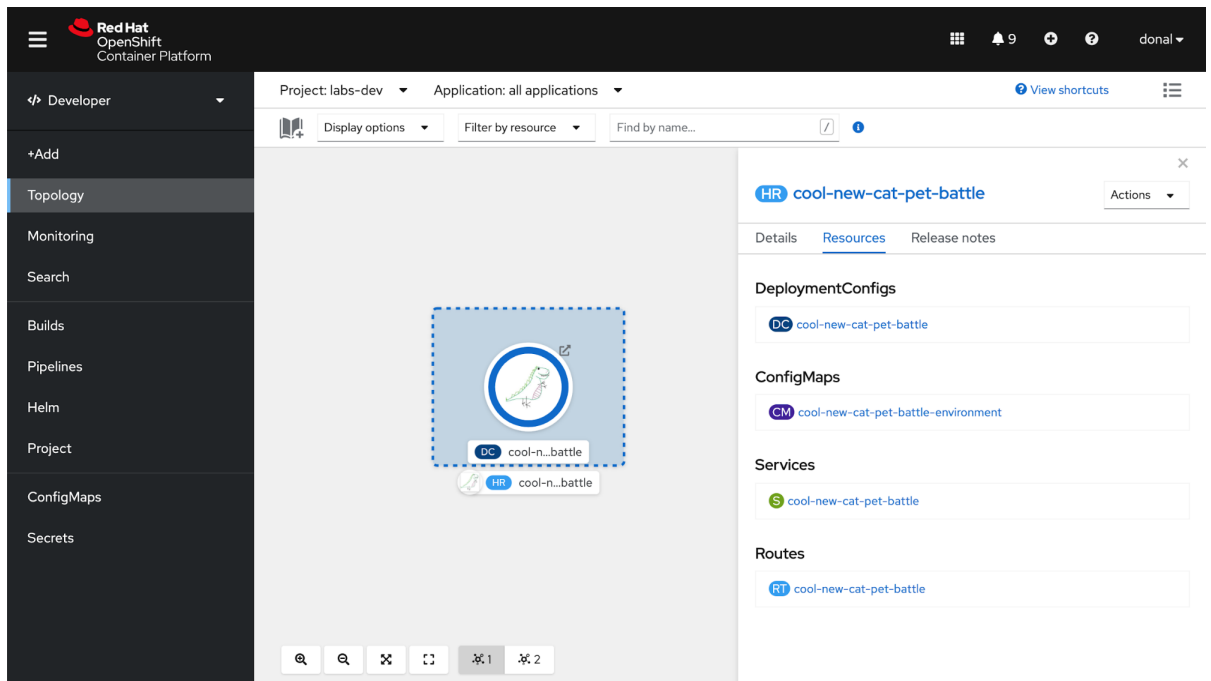 Red Hat
OpenShift
Container Platform
9
donal
Developer
Project: labs-dev
Application: all applications
View shortcuts
Display options
Filter by resource
Find by name...
/
+Add
Topology
Monitoring
Search
Builds
Pipelines
Helm
Project
ConfigMaps
Secrets
DC cool-n...battle
HR cool-n...battle
1
2
HR cool-new-cat-pet-battle
Actions
Details Resources Release notes
DeploymentConfigs
DC cool-new-cat-pet-battle
ConfigMaps
CM cool-new-cat-pet-battle-environment
Services
S cool-new-cat-pet-battle
Routes
RT cool-new-cat-pet-battle